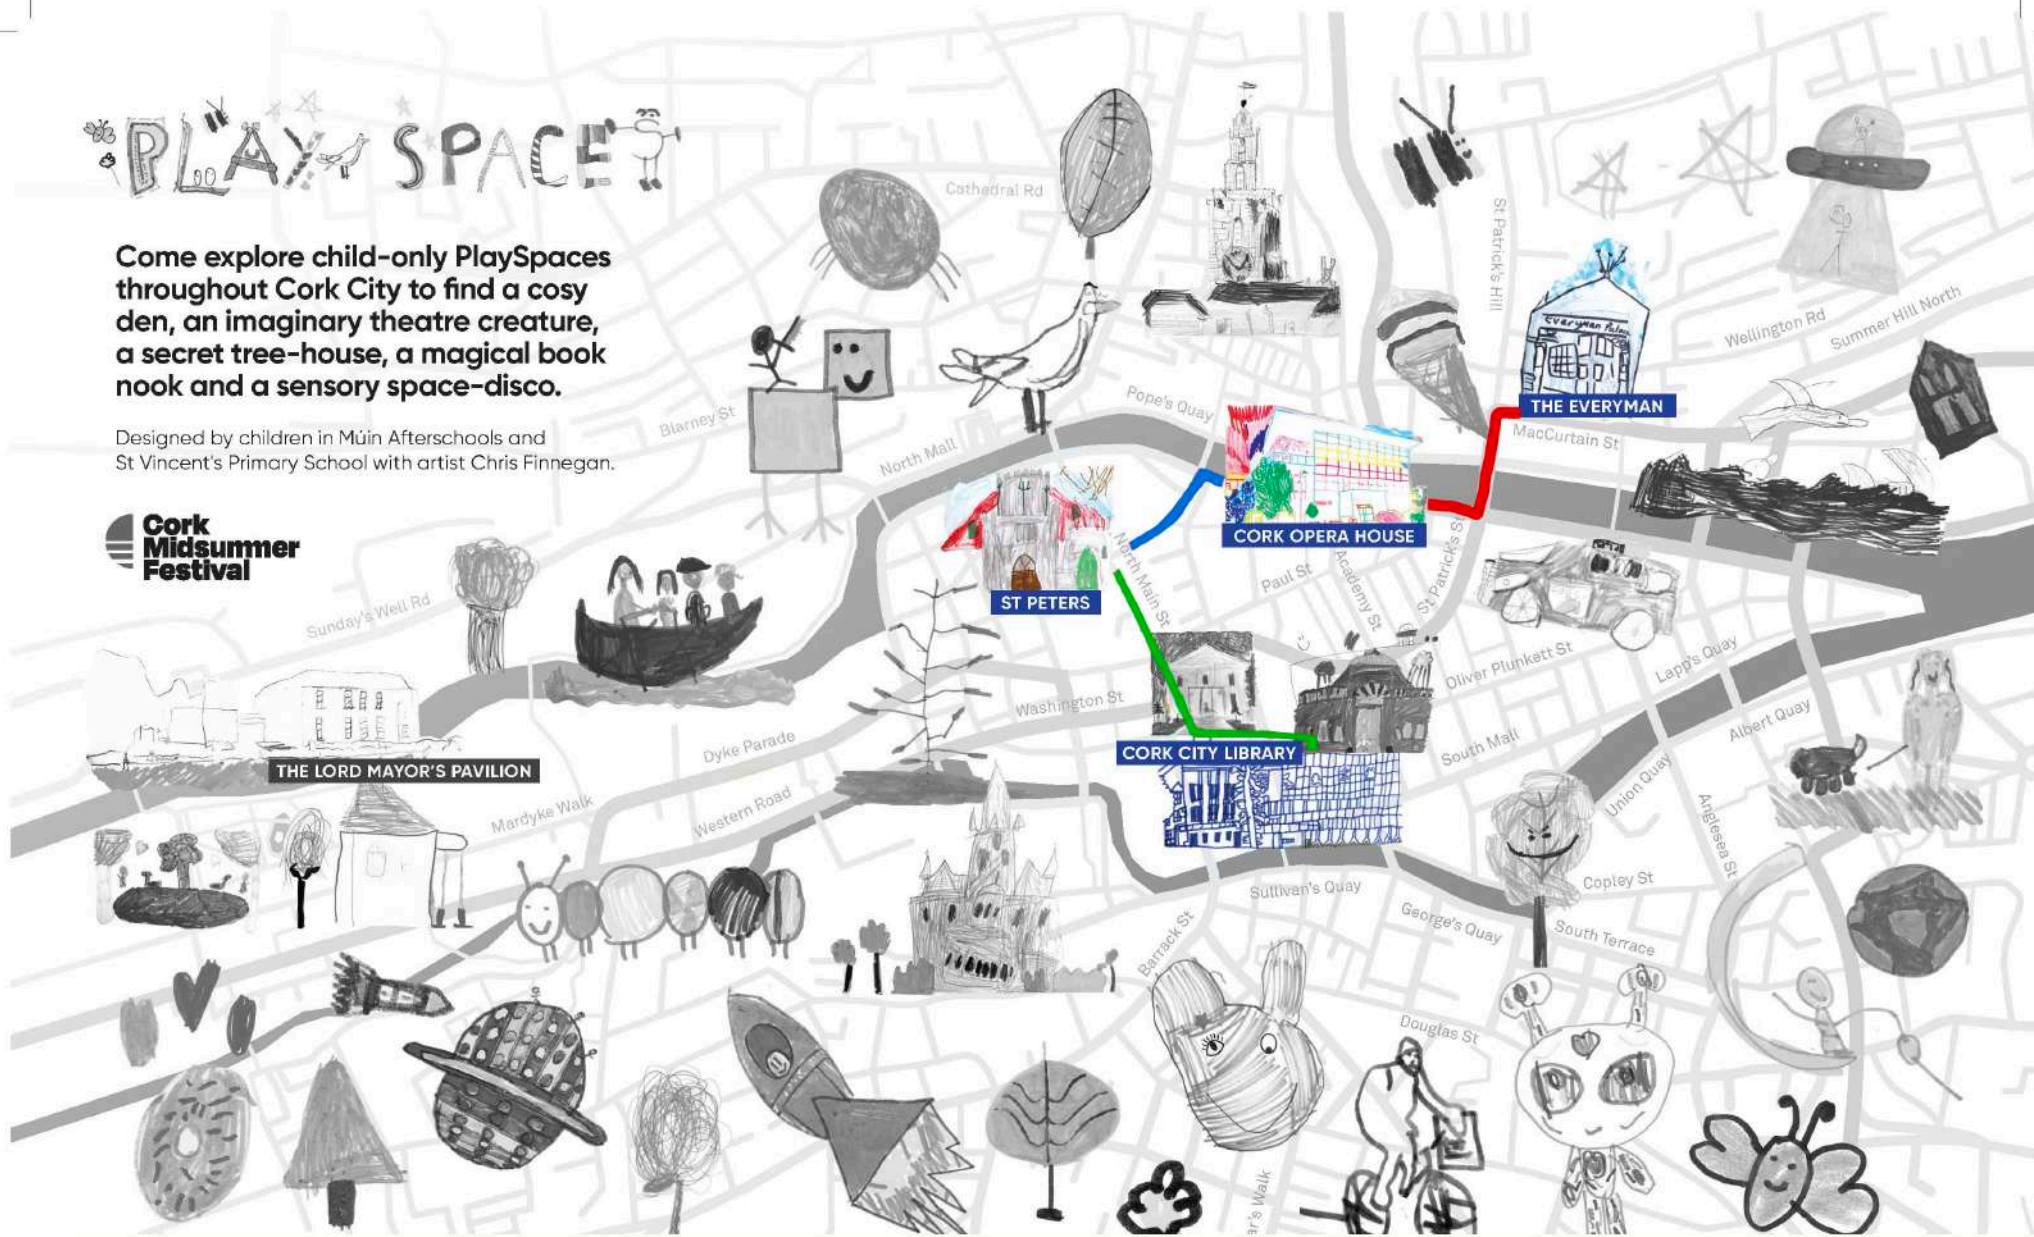 PLAY SPACE
Come explore child-only PlaySpaces
throughout Cork City to find a cosy
den, an imaginary theatre creature,
a secret tree-house, a magical book
nook and a sensory space-disco.
Designed by children in Múin Afterschools and
St Vincent's Primary School with artist Chris Finnegan.
Cork
Midsummer
Festival
Cathedral Rd
St Patrick's Hill
Everyman Palace
Wellington Rd
Summer Hill North
THE EVERYMAN
MacCurtain St
Blarney St
North Mall
Pope's Quay
CORK OPERA HOUSE
ST PETERS
North Main St
Paul St
Academy St
St Patrick's St
Sunday's Well Rd
Oliver Plunkett St
Lapp's Quay
Washington St
Dyke Parade
CORK CITY LIBRARY
South Mall
Albert Quay
THE LORD MAYOR'S PAVILION
Mardyke Walk
Western Road
Union Quay
Anglesea St
Sullivan's Quay
Copley St
George's Quay
South Terrace
Barrack St
Douglas St
ar's Walk